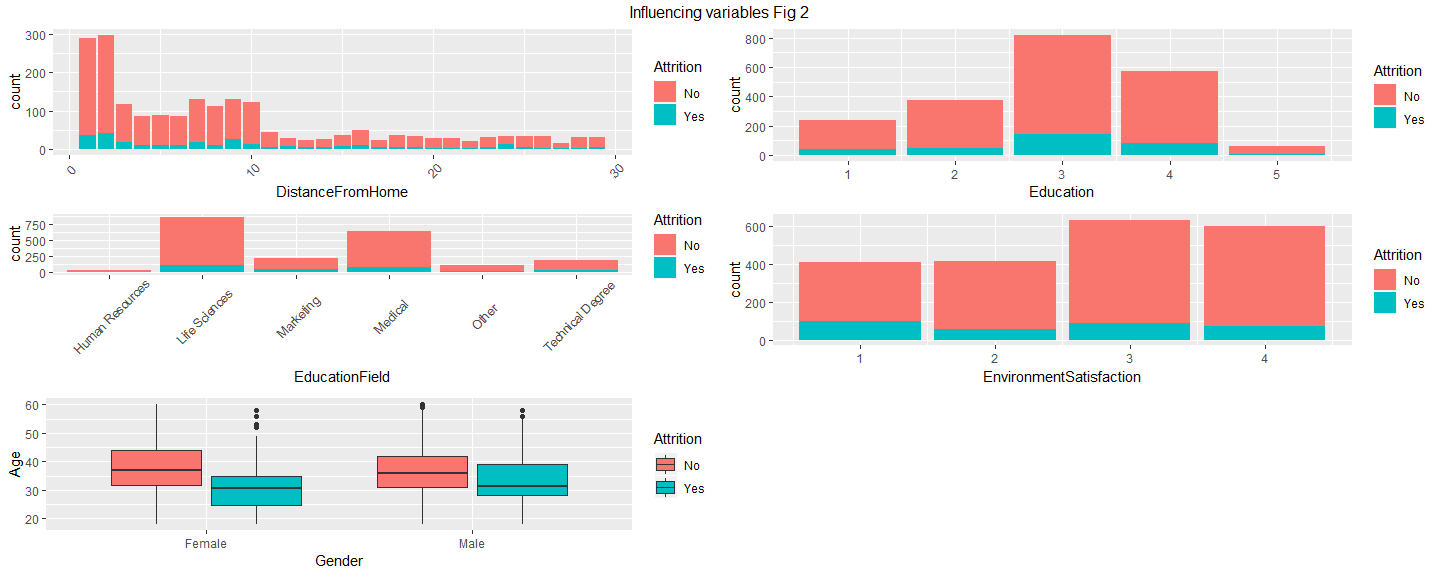 Influencing variables Fig 2
300
200
100
0
count
0
10
20
30
DistanceFromHome
Attrition
No
Yes
800
600
400
200
0
count
1
2
3
4
5
Education
Attrition
No
Yes
750
500
250
0
count
Human Resources
Life Sciences
Marketing
Medical
Other
Technical Degree
EducationField
Attrition
No
Yes
600
400
200
0
count
1
2
3
4
EnvironmentSatisfaction
Attrition
No
Yes
60
50
40
30
20
Age
Female
Male
Gender
Attrition
No
Yes